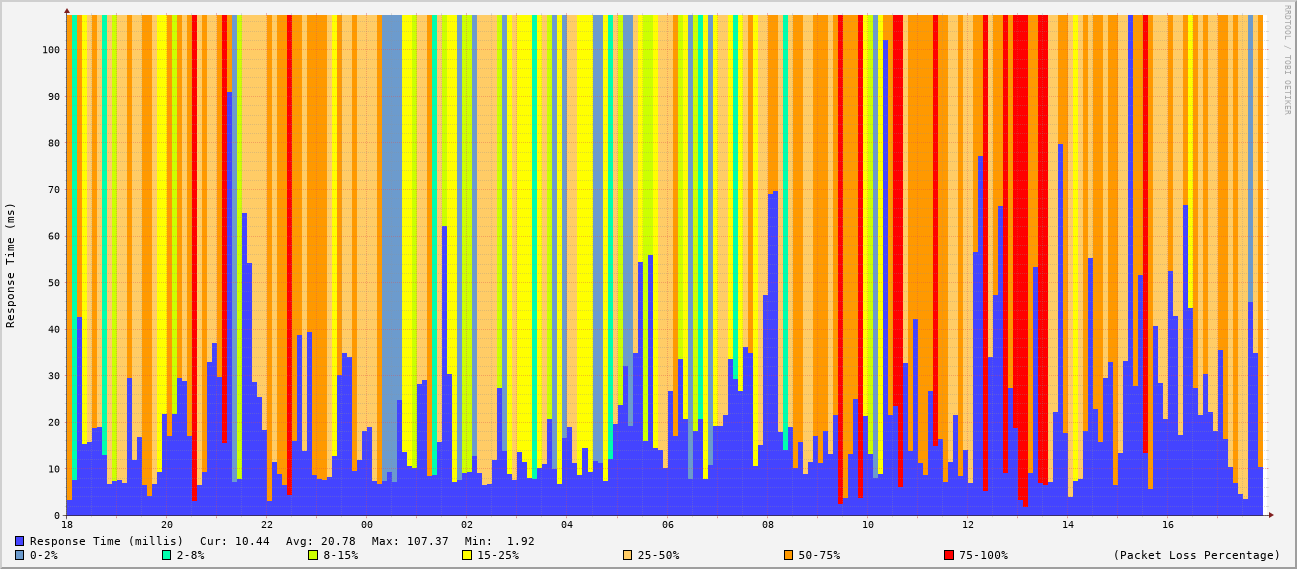 RRDTOOL / TOBI OETIKER
Response Time (ms)
100
90
80
70
60
50
40
30
20
10
0
18 20 22 00 02 04 06 08 10 12 14 16
Response Time (millis) Cur: 10.44 Avg: 20.78 Max: 107.37 Min: 1.92
0-2% 2-8% 8-15% 15-25% 25-50% 50-75% 75-100% (Packet Loss Percentage)